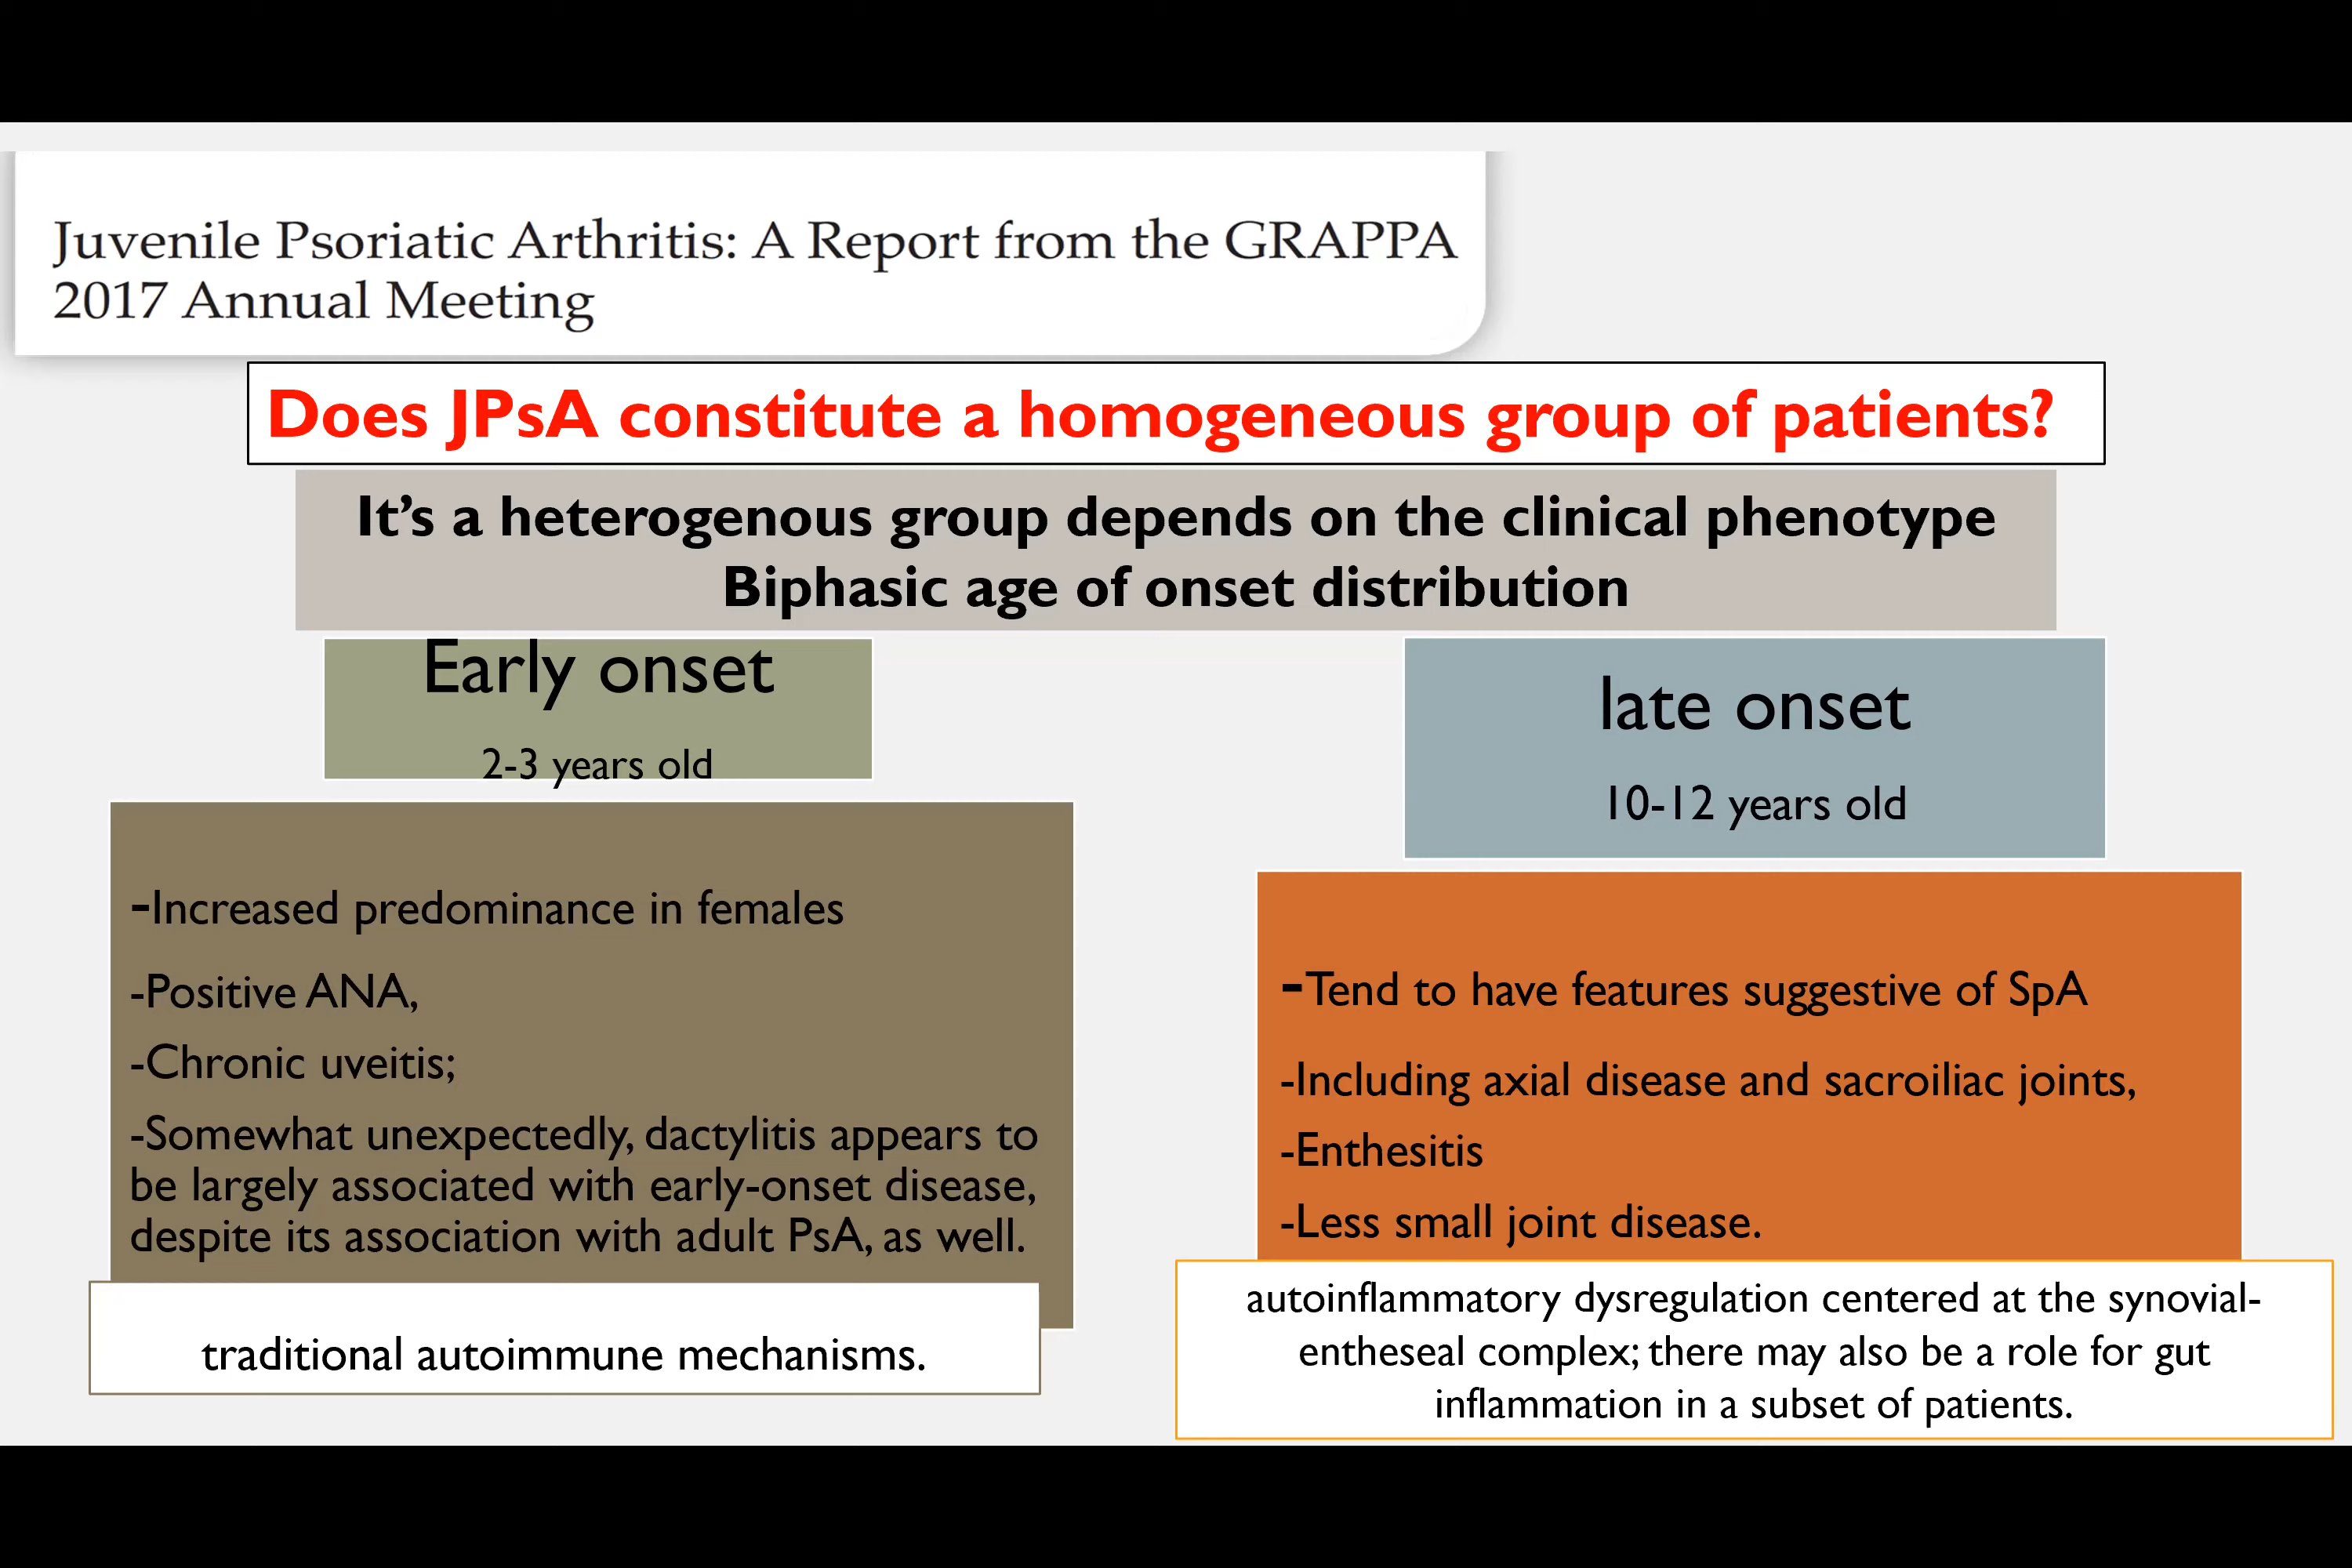 Juvenile Psoriatic Arthritis: A Report from the GRAPPA
2017 Annual Meeting
Does JPsA constitute a homogeneous group of patients?
It’s a heterogenous group depends on the clinical phenotype
Biphasic age of onset distribution
Early onset
2-3 years old
-Increased predominance in females
-Positive ANA,
-Chronic uveitis;
-Somewhat unexpectedly, dactylitis appears to
be largely associated with early-onset disease,
despite its association with adult PsA, as well.
traditional autoimmune mechanisms.
late onset
10-12 years old
-Tend to have features suggestive of SpA
-Including axial disease and sacroiliac joints,
-Enthesitis
-Less small joint disease.
autoinflammatory dysregulation centered at the synovial-
entheseal complex; there may also be a role for gut
inflammation in a subset of patients.